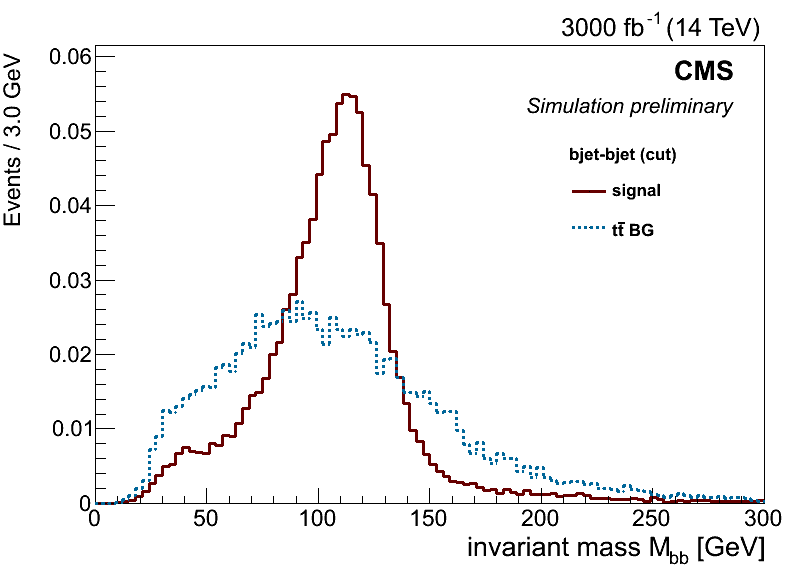 3000 fb⁻¹ (14 TeV)
Events / 3.0 GeV
0.06
0.05
0.04
0.03
0.02
0.01
0
CMS
Simulation preliminary
bjet-bjet (cut)
signal
tt̄ BG
0 50 100 150 200 250 300
invariant mass M_bb [GeV]